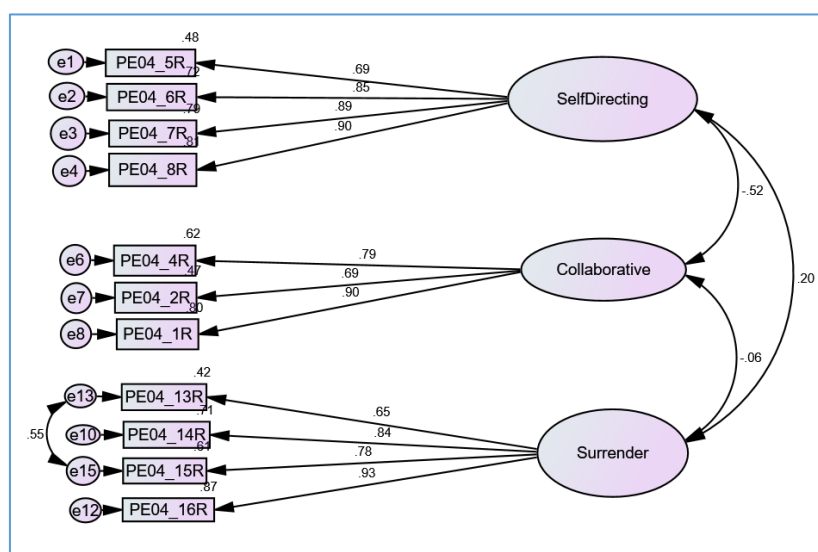 .48
e1 PE04_5R .69
.72
e2 PE04_6R .85 SelfDirecting
.79
e3 PE04_7R .89
.81
e4 PE04_8R .90
-.52
.62
e6 PE04_4R .79
.47
e7 PE04_2R .69 Collaborative
.80
e8 PE04_1R .90
.20
-.06
.42
e13 PE04_13R .65
.71
.55 e10 PE04_14R .84
.61
e15 PE04_15R .78 Surrender
.87
e12 PE04_16R .93